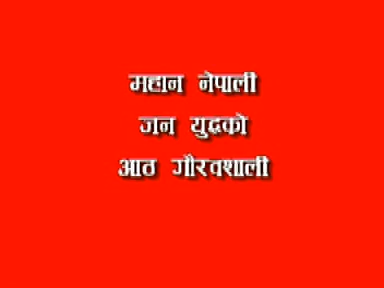 महान नेपाली
जन युद्धको
आठ गौरवशाली